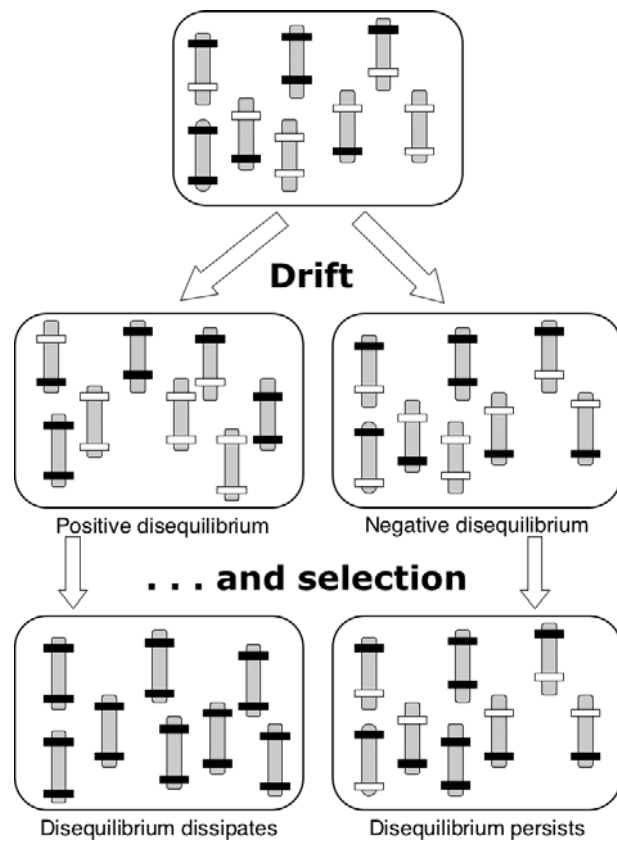 Drift
Positive disequilibrium
Negative disequilibrium
. . . and selection
Disequilibrium dissipates
Disequilibrium persists